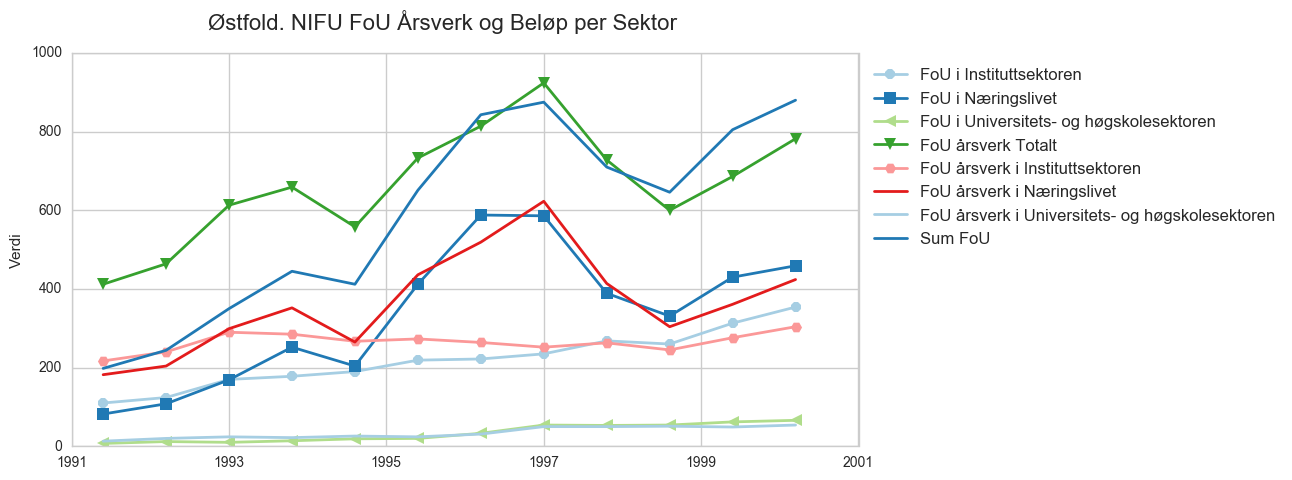 Østfold. NIFU FoU Årsverk og Beløp per Sektor
Verdi
1000
800
600
400
200
0
1991
1993
1995
1997
1999
2001
FoU i Instituttsektoren
FoU i Næringslivet
FoU i Universitets- og høgskolesektoren
FoU årsverk Totalt
FoU årsverk i Instituttsektoren
FoU årsverk i Næringslivet
FoU årsverk i Universitets- og høgskolesektoren
Sum FoU